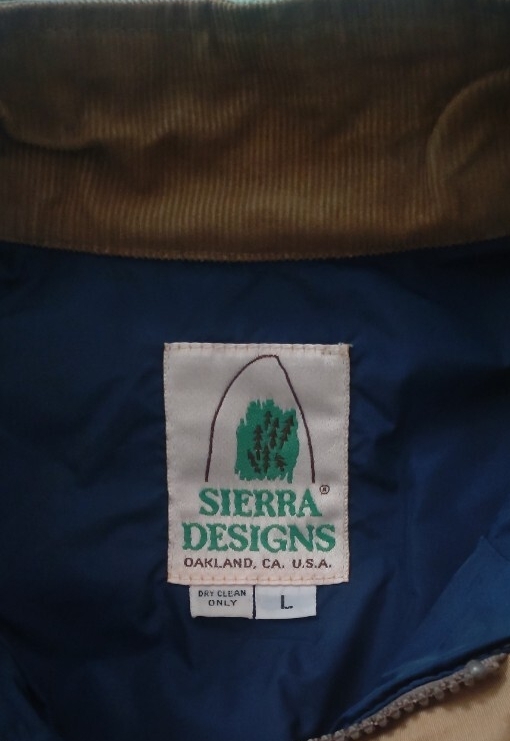 SIERRA®
DESIGNS
OAKLAND, CA. U.S.A.
DRY CLEAN
ONLY
L